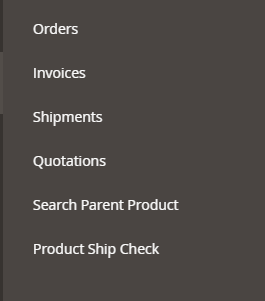 Orders
Invoices
Shipments
Quotations
Search Parent Product
Product Ship Check